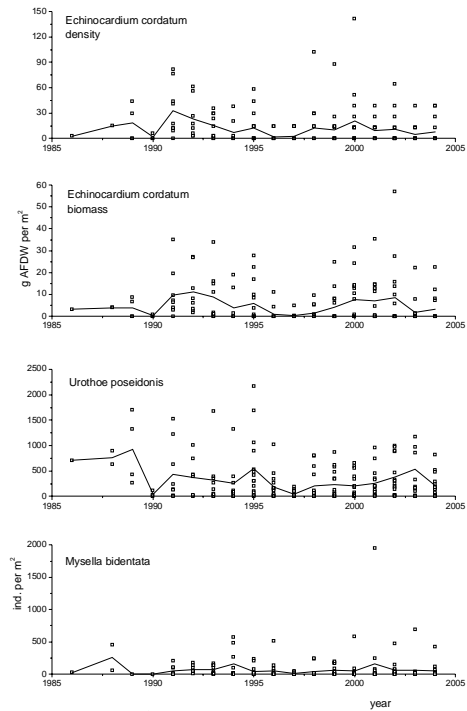 Echinocardium cordatum
density
150
120
90
60
30
0
1985 1990 1995 2000 2005
Echinocardium cordatum
biomass
g AFDW per m2
60
50
40
30
20
10
0
1985 1990 1995 2000 2005
Urothoe poseidonis
2500
2000
1500
1000
500
0
1985 1990 1995 2000 2005
Mysella bidentata
ind. per m2
2000
1500
1000
500
0
1985 1990 1995 2000 2005
year